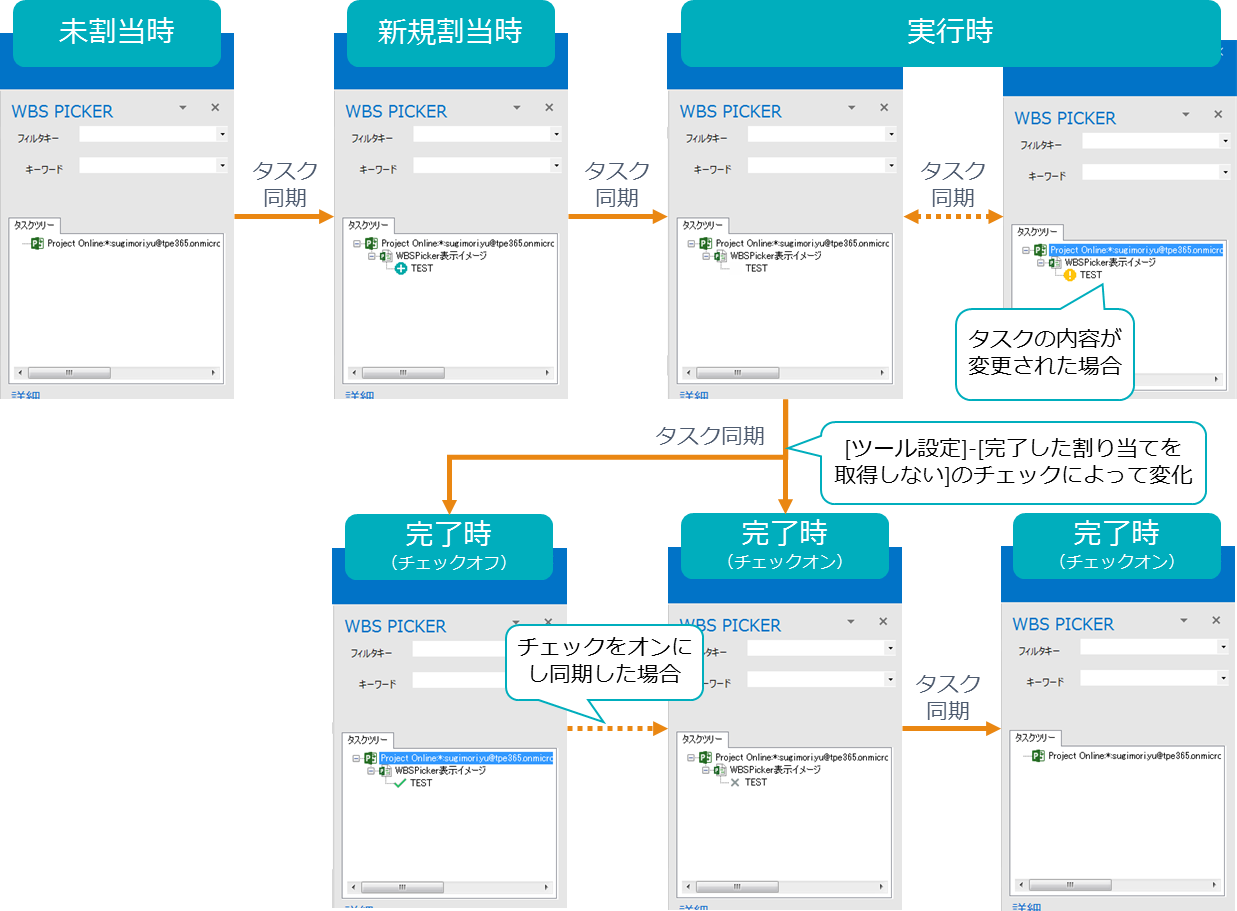 未割当時
新規割当時
実行時
WBS PICKER
フィルタキー
キーワード
タスクツリー
Project Online:*:sugimori.yu@tpe365.onmicrc
詳細
タスク
同期
WBS PICKER
フィルタキー
キーワード
タスクツリー
Project Online:*:sugimori.yu@tpe365.onmicrc
WBSPicker表示イメージ
TEST
詳細
タスク
同期
WBS PICKER
フィルタキー
キーワード
タスクツリー
Project Online:*:sugimori.yu@tpe365.onmicrc
WBSPicker表示イメージ
TEST
詳細
タスク
同期
WBS PICKER
フィルタキー
キーワード
タスクツリー
Project Online:*:sugimori.yu@tpe365.onmicrc
WBSPicker表示イメージ
TEST
タスクの内容が
変更された場合
タスク同期
[ツール設定]-[完了した割り当てを
取得しない]のチェックによって変化
完了時
（チェックオフ）
完了時
（チェックオン）
完了時
（チェックオン）
WBS PICKER
フィルタキー
キーワード
タスクツリー
Project Online:*:sugimori.yu@tpe365.onmicrc
WBSPicker表示イメージ
TEST
チェックをオンに
し同期した場合
WBS PICKER
タキー
ワード
タスクツリー
Project Online:*:sugimori.yu@tpe365.onmicrc
WBSPicker表示イメージ
TEST
タスク
同期
WBS PICKER
フィルタキー
キーワード
タスクツリー
Project Online:*:sugimori.yu@tpe365.onmicrc
詳細